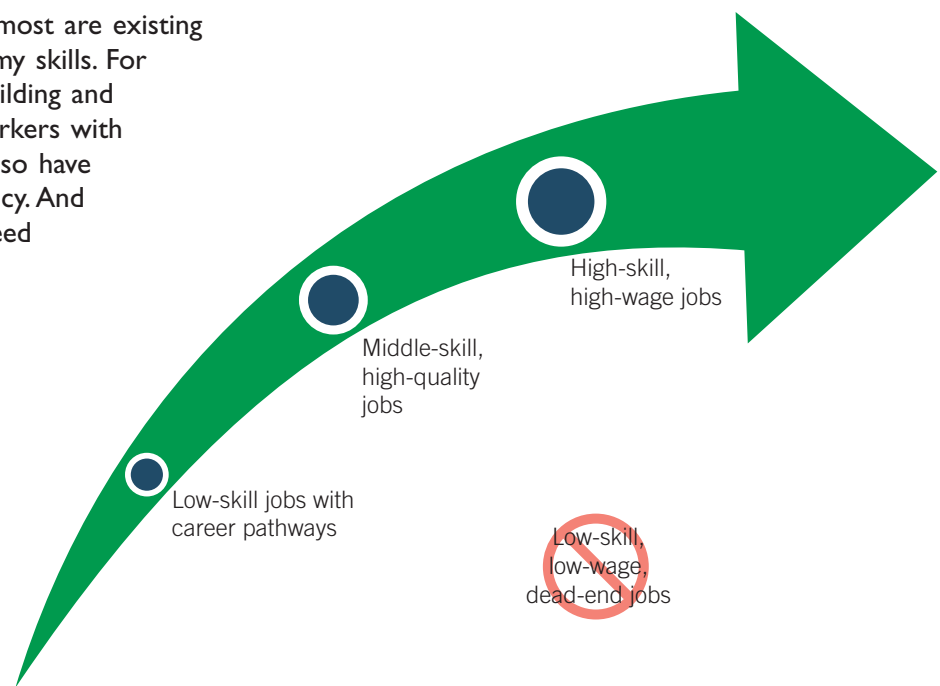 most are existing
my skills. For
ilding and
rkers with
so have
cy. And
eed
High-skill,
high-wage jobs
Middle-skill,
high-quality
jobs
Low-skill jobs with
career pathways
Low-skill,
low-wage,
dead-end jobs